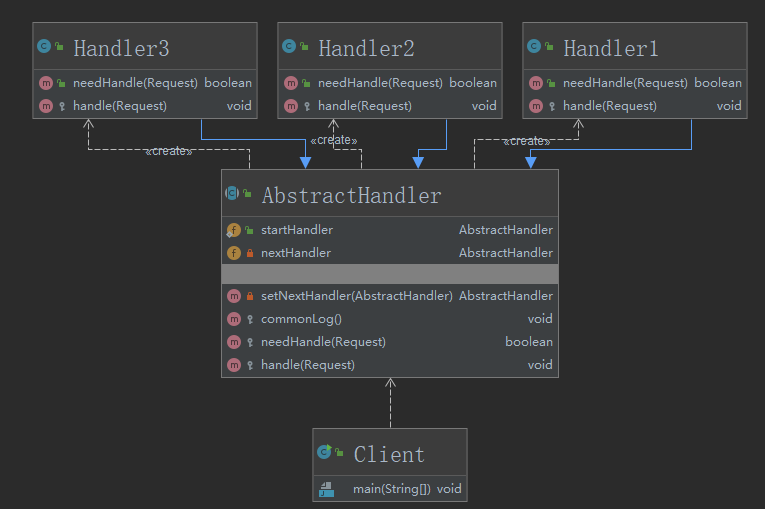 Handler3
needHandle(Request) boolean
handle(Request) void
Handler2
needHandle(Request) boolean
handle(Request) void
Handler1
needHandle(Request) boolean
handle(Request) void
«create»
«create»
«create»
AbstractHandler
startHandler AbstractHandler
nextHandler AbstractHandler
setNextHandler(AbstractHandler) AbstractHandler
commonLog() void
needHandle(Request) boolean
handle(Request) void
Client
main(String[]) void